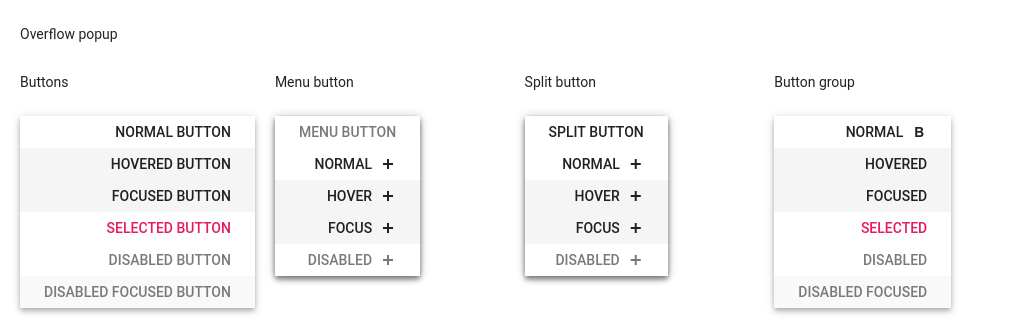 Overflow popup
Buttons
NORMAL BUTTON
HOVERED BUTTON
FOCUSED BUTTON
SELECTED BUTTON
DISABLED BUTTON
DISABLED FOCUSED BUTTON
Menu button
MENU BUTTON
NORMAL +
HOVER +
FOCUS +
DISABLED +
Split button
SPLIT BUTTON
NORMAL +
HOVER +
FOCUS +
DISABLED +
Button group
NORMAL B
HOVERED
FOCUSED
SELECTED
DISABLED
DISABLED FOCUSED